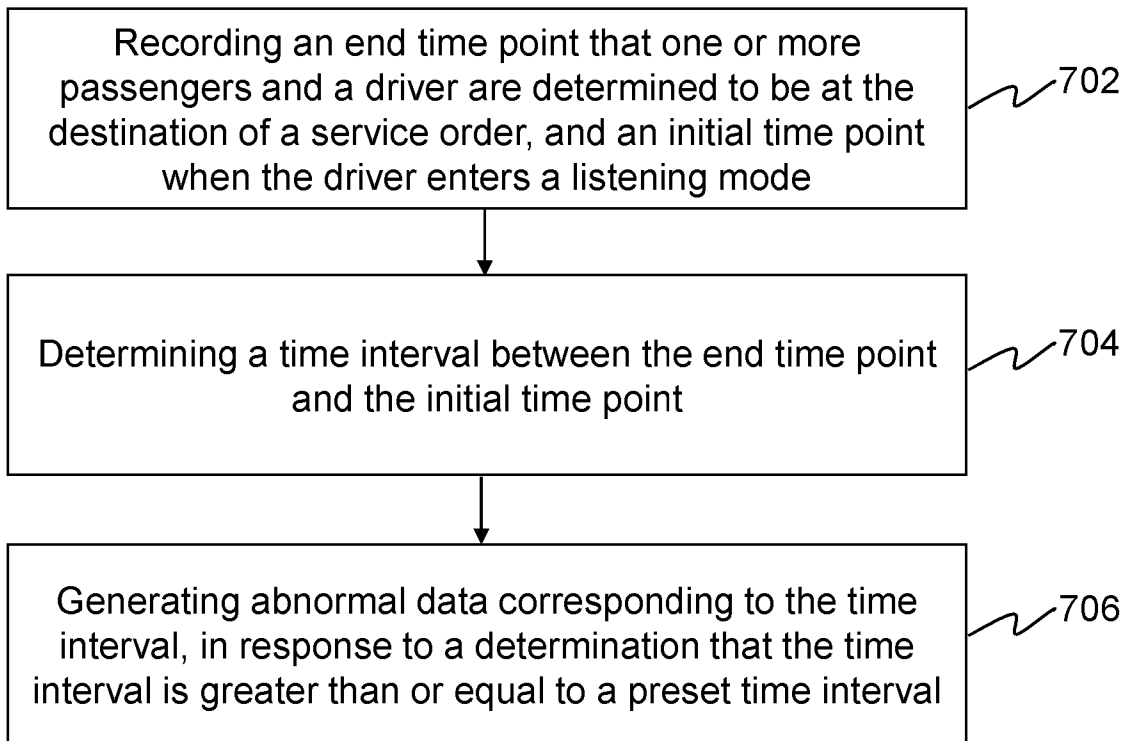 Recording an end time point that one or more
passengers and a driver are determined to be at the
destination of a service order, and an initial time point
when the driver enters a listening mode
702
Determining a time interval between the end time point
and the initial time point
704
Generating abnormal data corresponding to the time
interval, in response to a determination that the time
interval is greater than or equal to a preset time interval
706